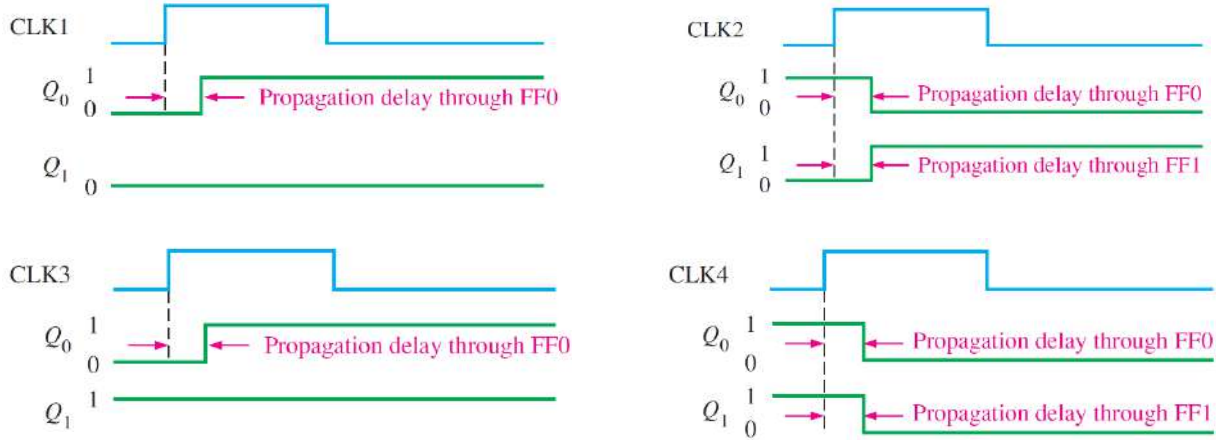 CLK1
1
Q0
0
Propagation delay through FF0
Q1
0
CLK2
1
Q0
0
Propagation delay through FF0
1
Q1
0
Propagation delay through FF1
CLK3
1
Q0
0
Propagation delay through FF0
Q1
1
CLK4
1
Q0
0
Propagation delay through FF0
1
Q1
0
Propagation delay through FF1